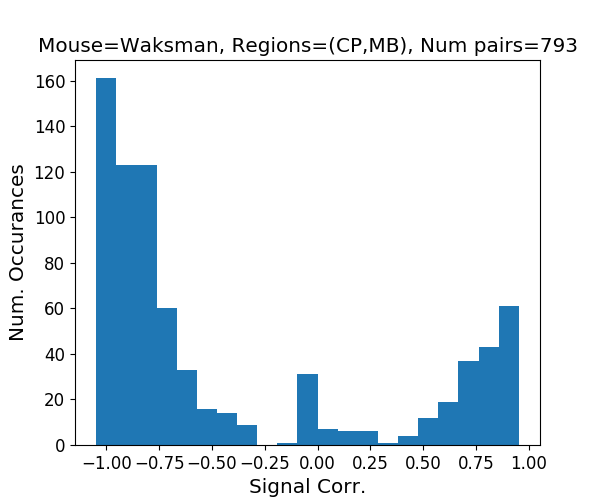 Mouse=Waksman, Regions=(CP,MB), Num pairs=793
160
140
120
100
80
60
40
20
0
Num. Occurances
−1.00 −0.75 −0.50 −0.25 0.00 0.25 0.50 0.75 1.00
Signal Corr.